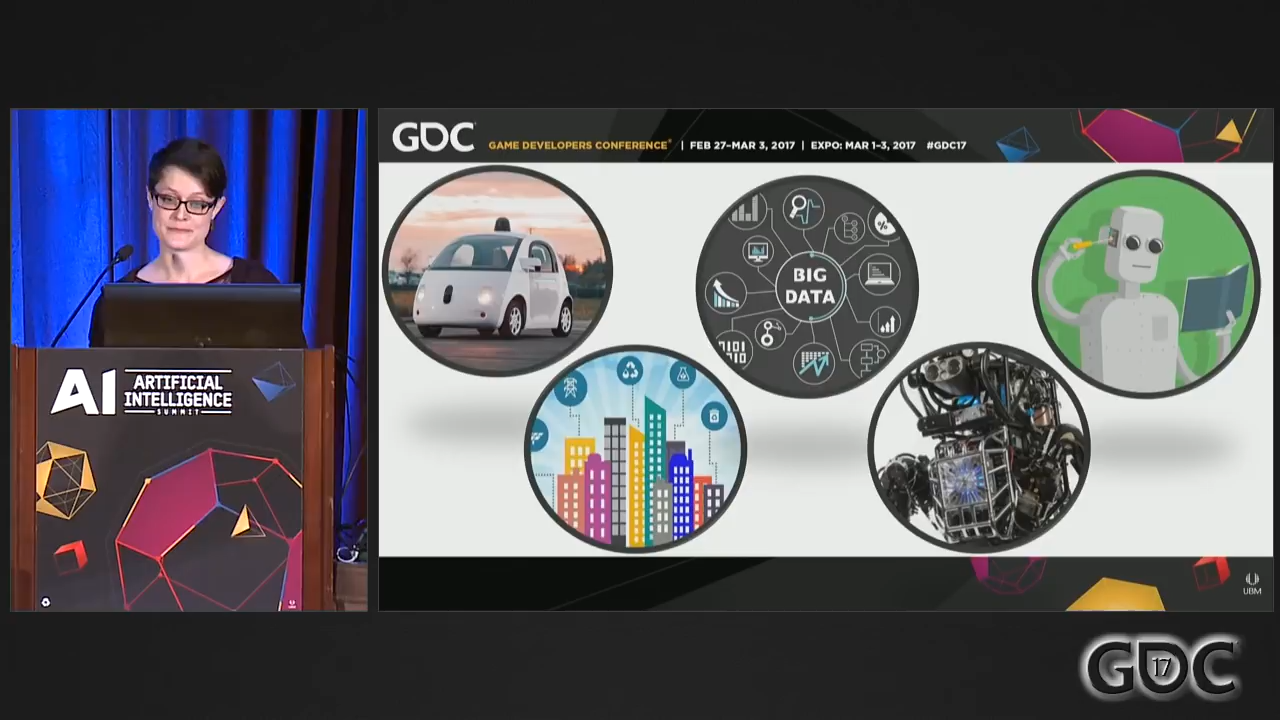 GDC
GAME DEVELOPERS CONFERENCE® | FEB 27–MAR 3, 2017 | EXPO: MAR 1–3, 2017 #GDC17
%
BIG
DATA
AI
ARTIFICIAL
INTELLIGENCE
SUMMIT
UBM
GDC
17